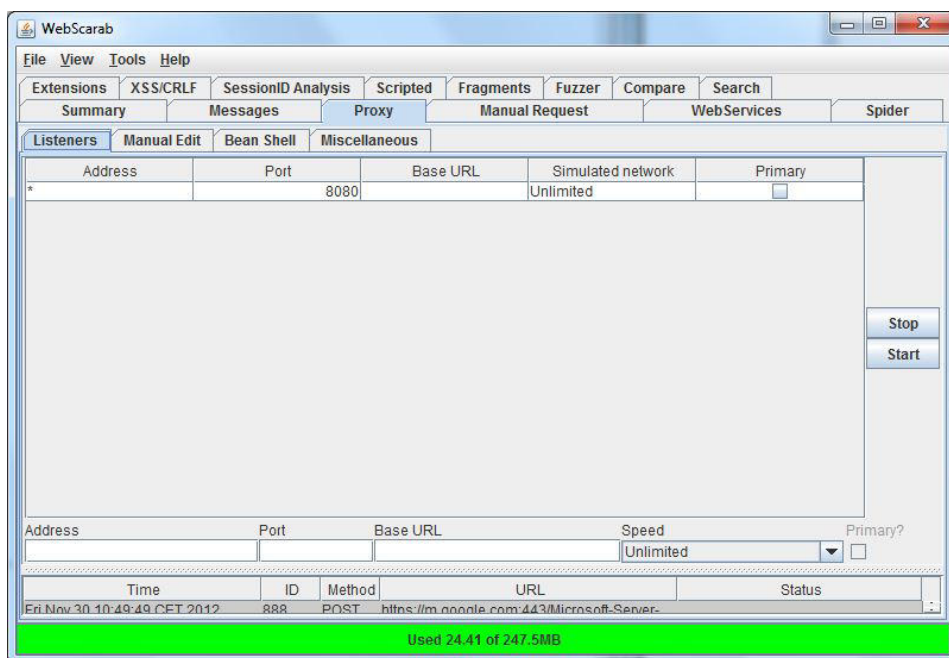 WebScarab
File View Tools Help
Extensions XSS/CRLF SessionID Analysis Scripted Fragments Fuzzer Compare Search
Summary Messages Proxy Manual Request WebServices Spider
Listeners Manual Edit Bean Shell Miscellaneous
Address Port Base URL Simulated network Primary
* 8080 Unlimited
Stop
Start
Address Port Base URL Speed Primary?
Unlimited
Time ID Method URL Status
Fri Nov 30 10:49:49 CET 2012 888 POST https://m.google.com:443/Microsoft-Server-
Used 24.41 of 247.5MB